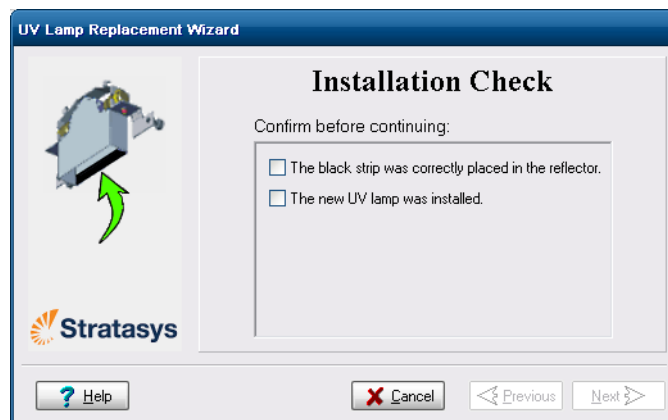 UV Lamp Replacement Wizard
Installation Check
Confirm before continuing:
The black strip was correctly placed in the reflector.
The new UV lamp was installed.
Stratasys
Help
Cancel
Previous
Next